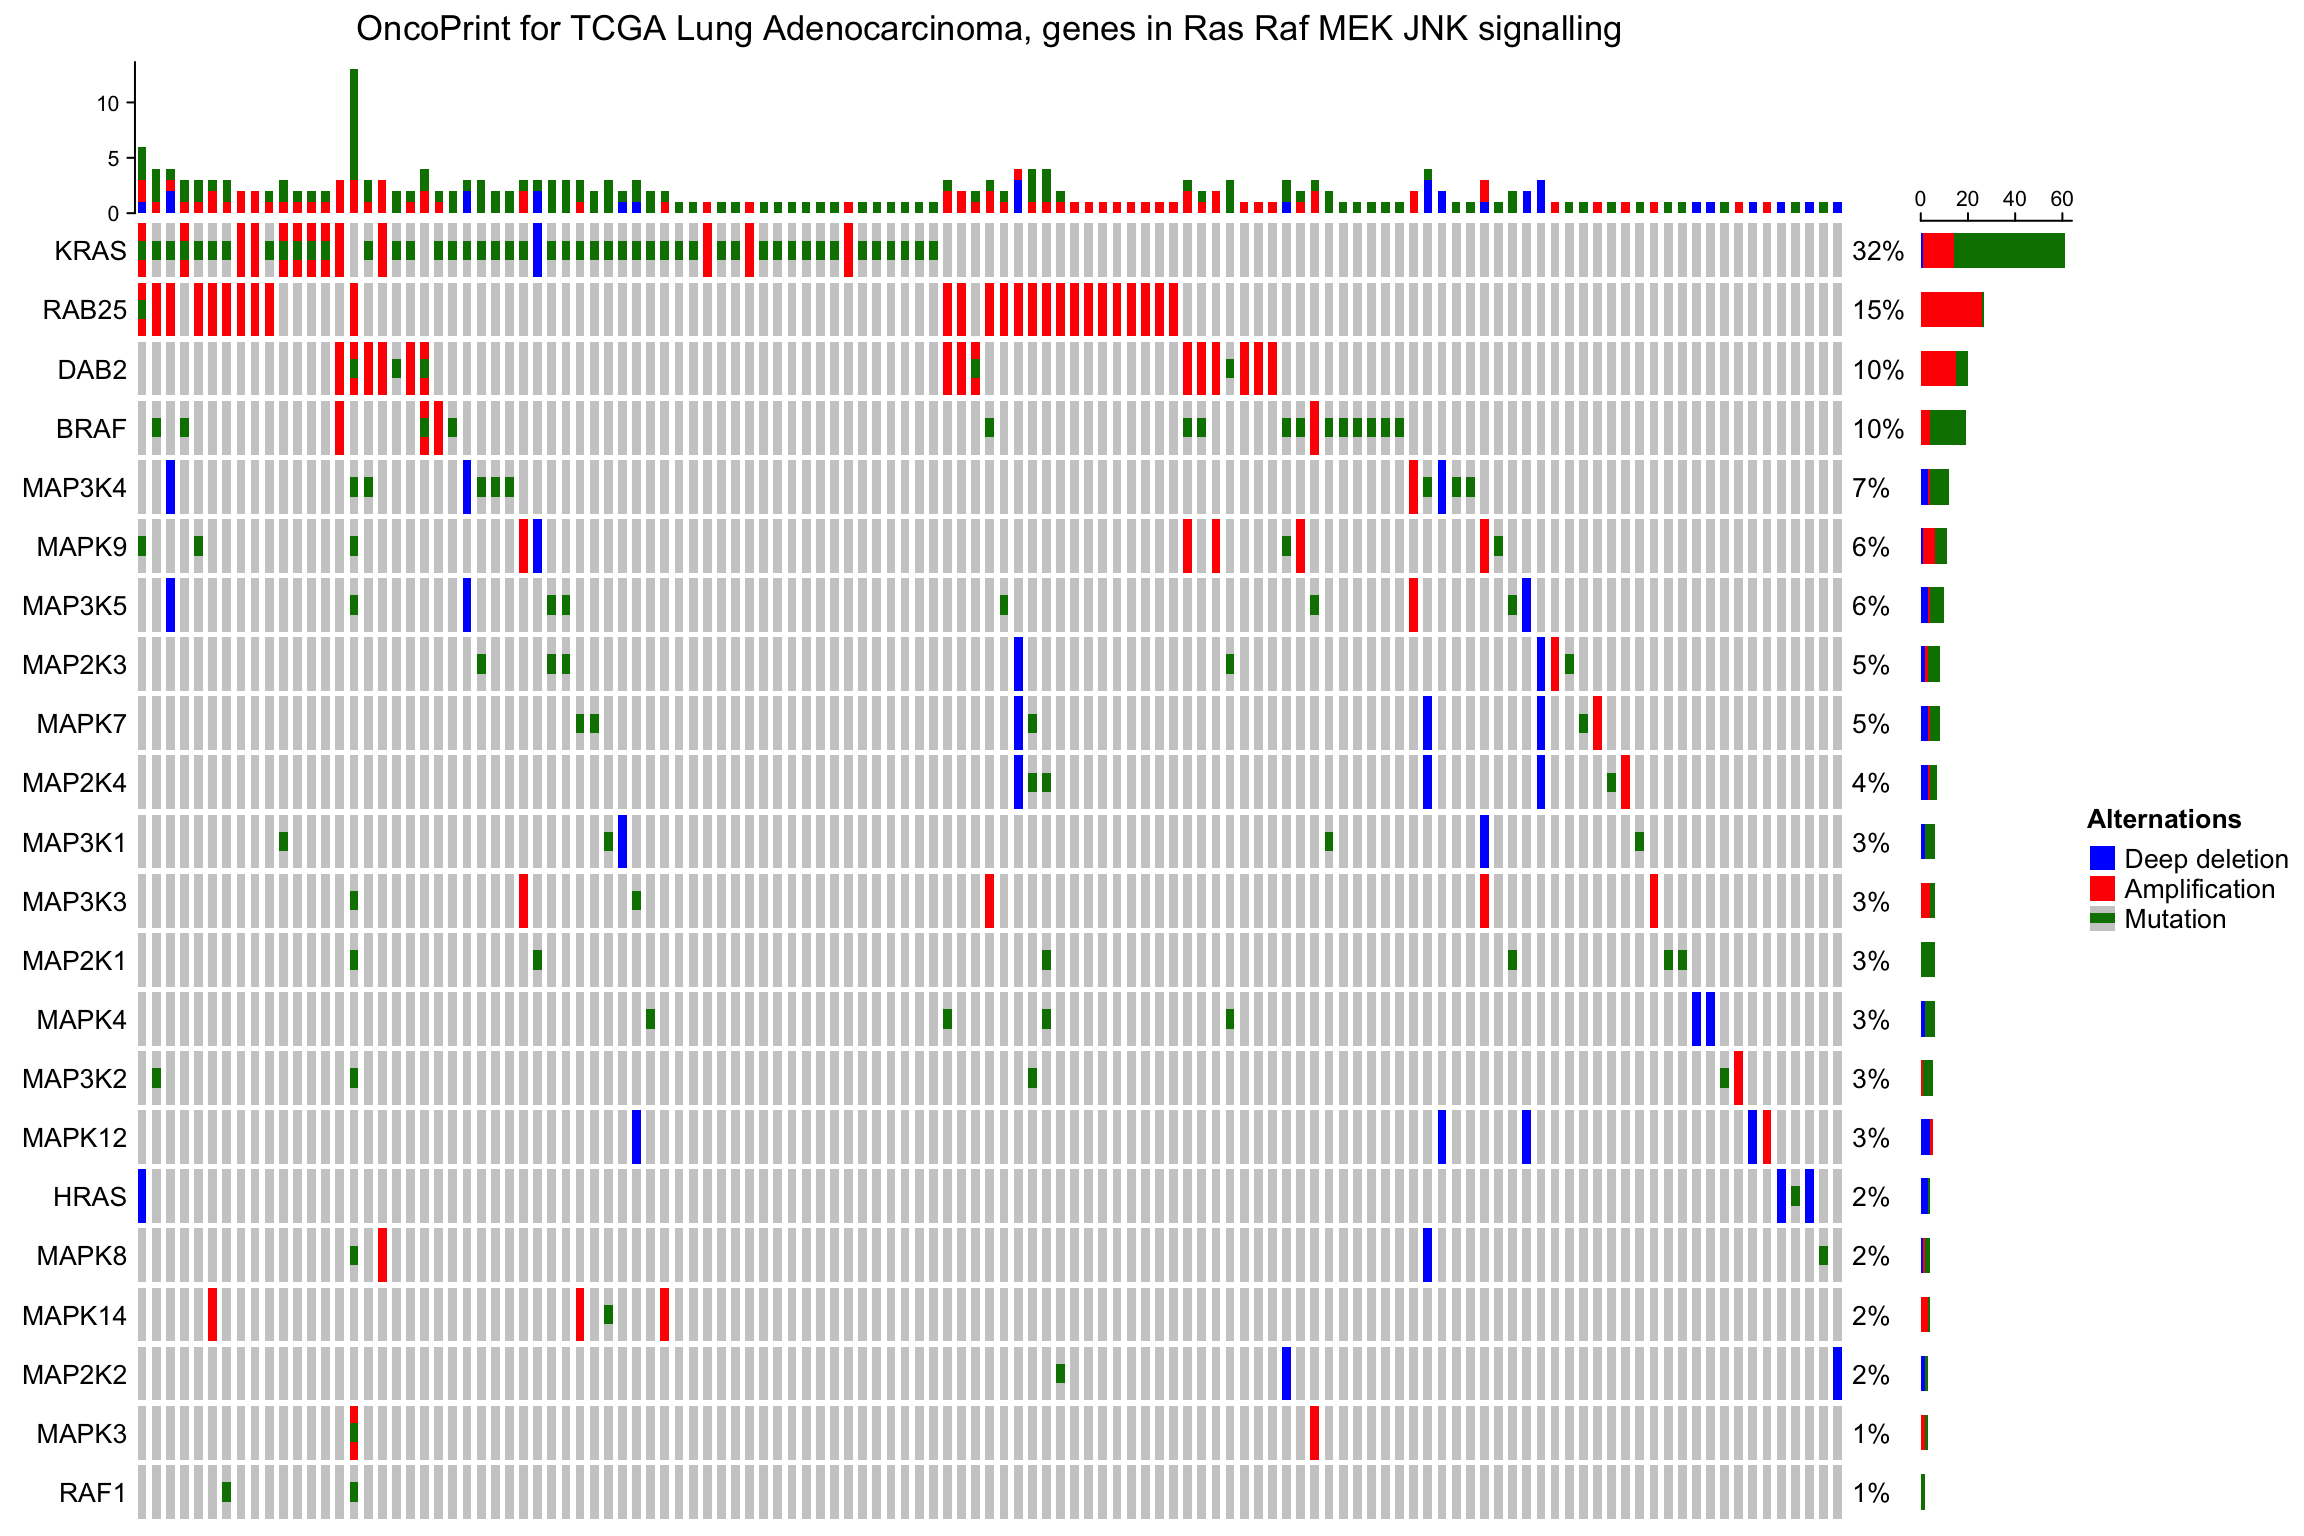 OncoPrint for TCGA Lung Adenocarcinoma, genes in Ras Raf MEK JNK signalling
10
5
0
0 20 40 60
KRAS 32%
RAB25 15%
DAB2 10%
BRAF 10%
MAP3K4 7%
MAPK9 6%
MAP3K5 6%
MAP2K3 5%
MAPK7 5%
MAP2K4 4%
MAP3K1 3%
MAP3K3 3%
MAP2K1 3%
MAPK4 3%
MAP3K2 3%
MAPK12 3%
HRAS 2%
MAPK8 2%
MAPK14 2%
MAP2K2 2%
MAPK3 1%
RAF1 1%
Alternations
Deep deletion
Amplification
Mutation